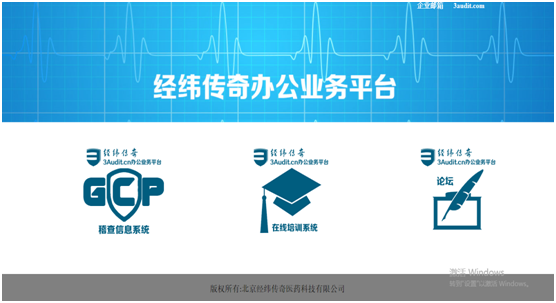 企业邮箱 3audit.com
经纬传奇办公业务平台
经纬传奇
3Audit.cn办公业务平台
GCP
稽查信息系统
经纬传奇
3Audit.cn办公业务平台
在线培训系统
经纬传奇
3Audit.cn办公业务平台
论坛
激活 Windows
转到"设置"以激活 Windows。
版权所有:北京经纬传奇医药科技有限公司